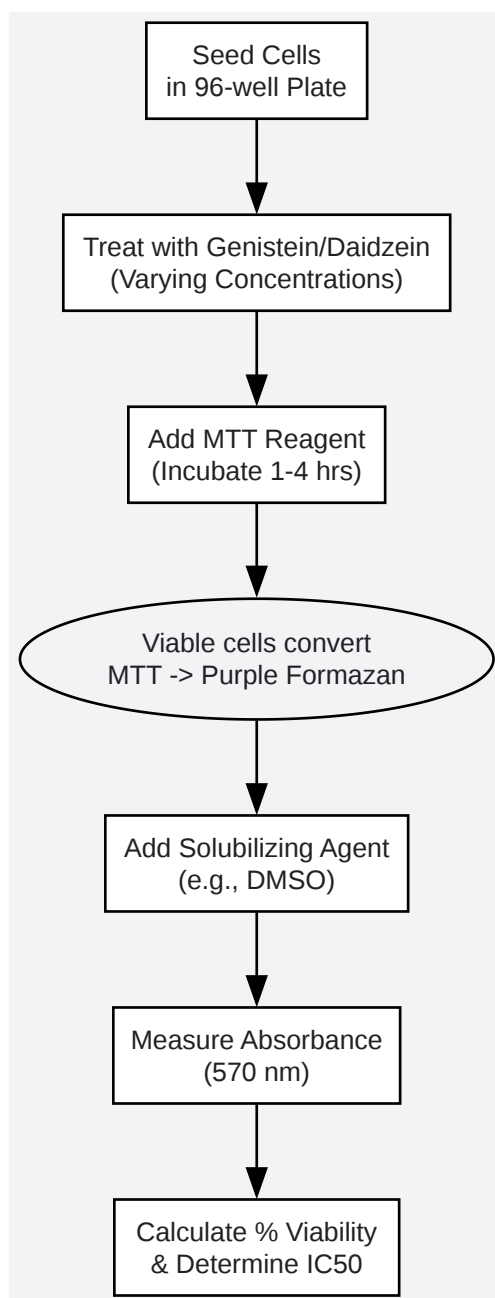 Seed Cells
in 96-well Plate
Treat with Genistein/Daidzein
(Varying Concentrations)
Add MTT Reagent
(Incubate 1-4 hrs)
Viable cells convert
MTT -> Purple Formazan
Add Solubilizing Agent
(e.g., DMSO)
Measure Absorbance
(570 nm)
Calculate % Viability
& Determine IC50